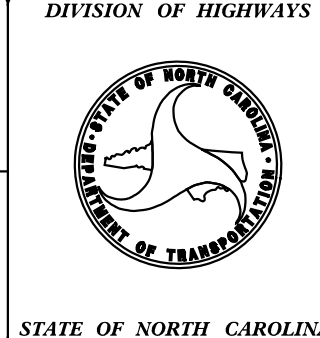 DIVISION OF HIGHWAYS
STATE OF NORTH CAROLINA
DEPARTMENT OF TRANSPORTATION
STATE OF NORTH CAROLINA